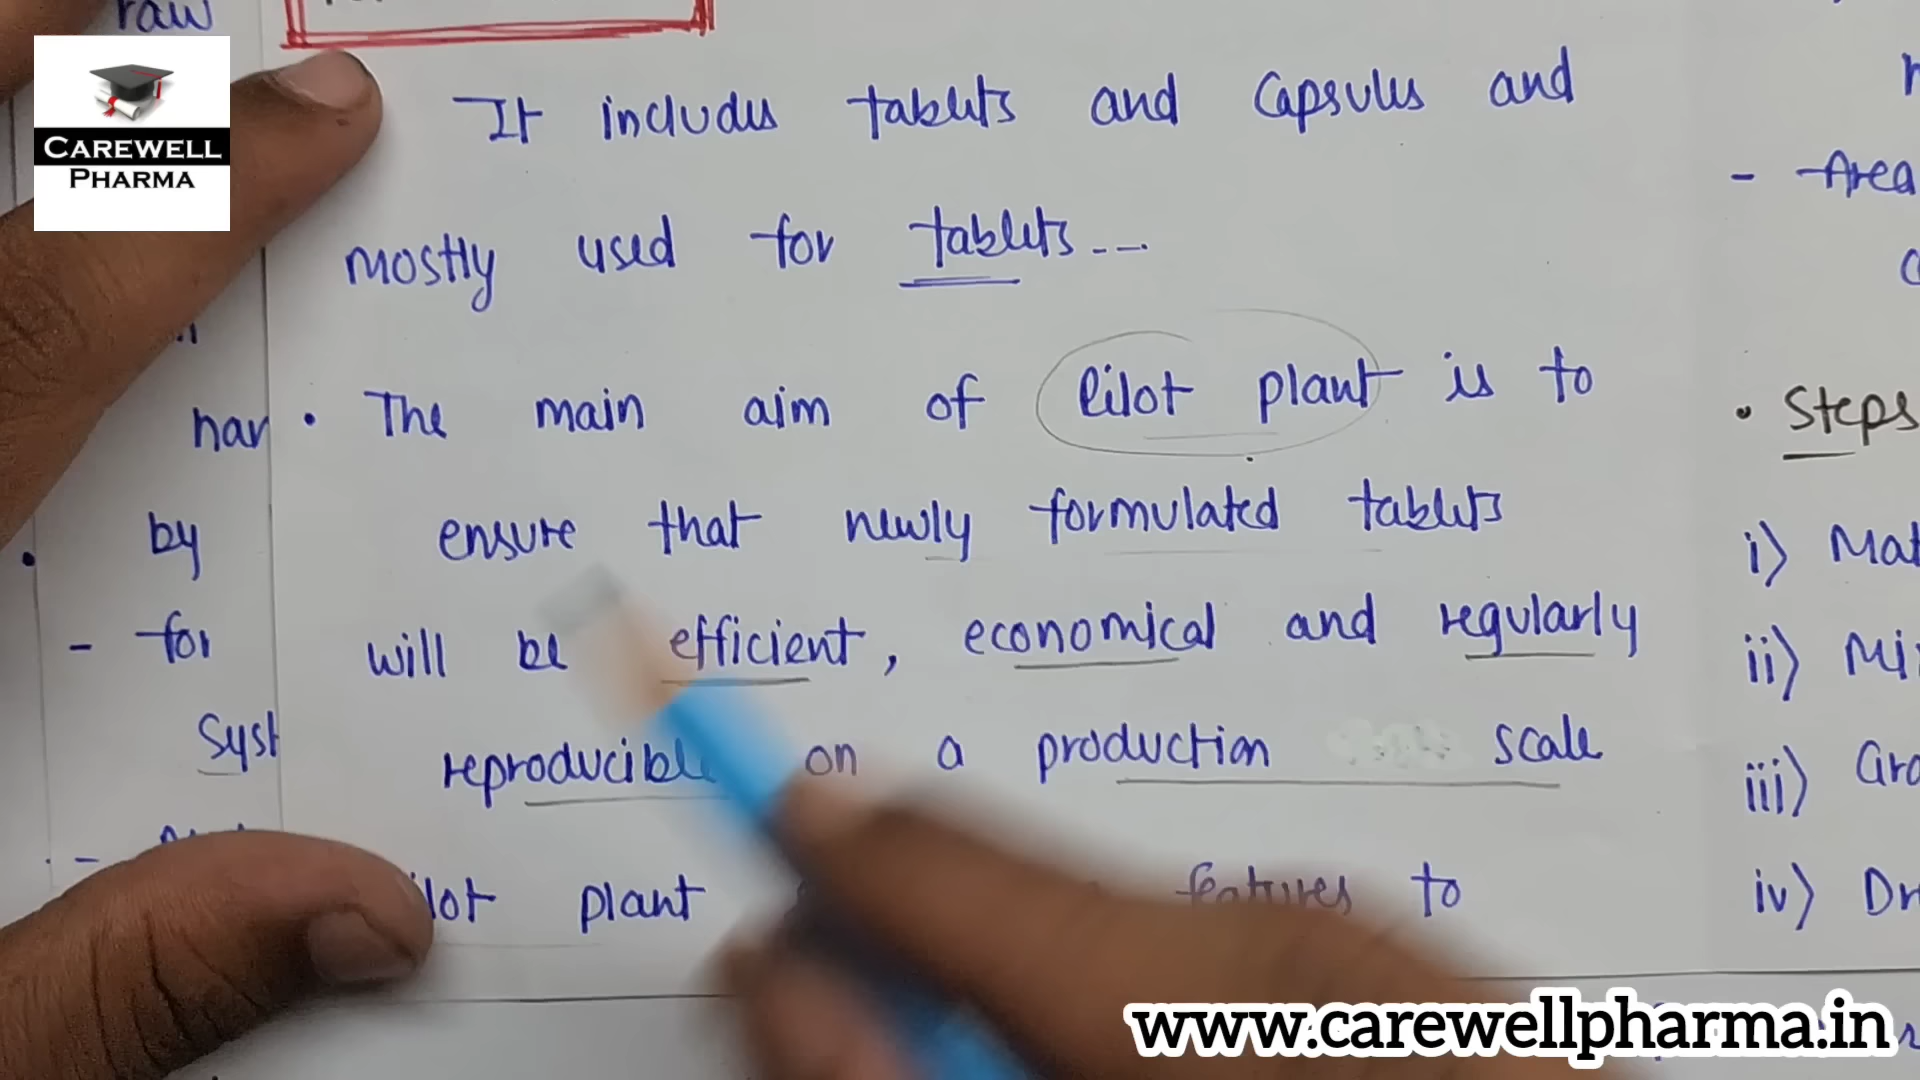 raw
CAREWELL
PHARMA
It includes tablets and Capsules and
mostly used for tablets---
• The main aim of Pilot plant is to
ensure that newly formulated tablets
will be efficient, economical and regularly
reproducible on a production scale
plant features to
by
- for
- Area
• Steps
i)
ii)
iii)
iv)
www.carewellpharma.in